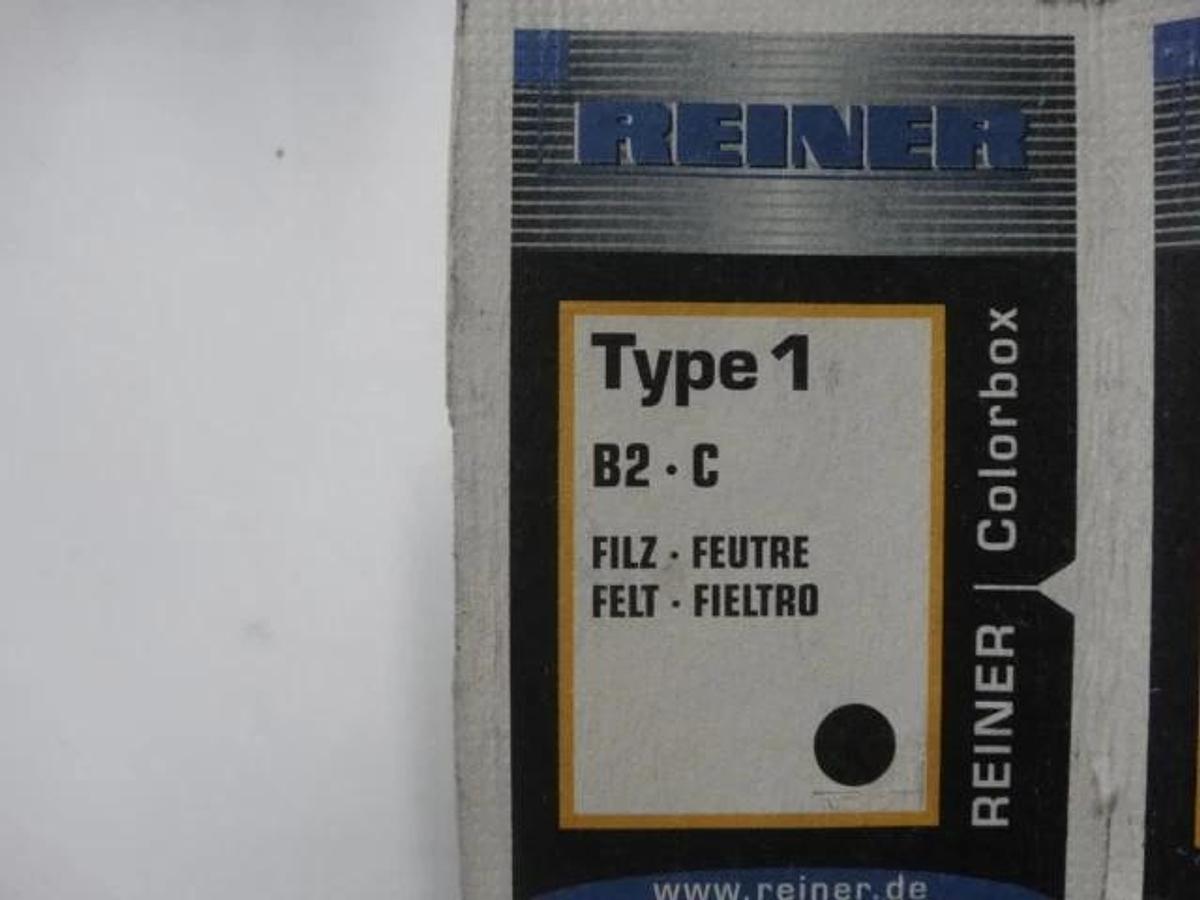 REINER
Type 1
B2 · C
FILZ · FEUTRE
FELT · FIELTRO
REINER | Colorbox
www.reiner.de